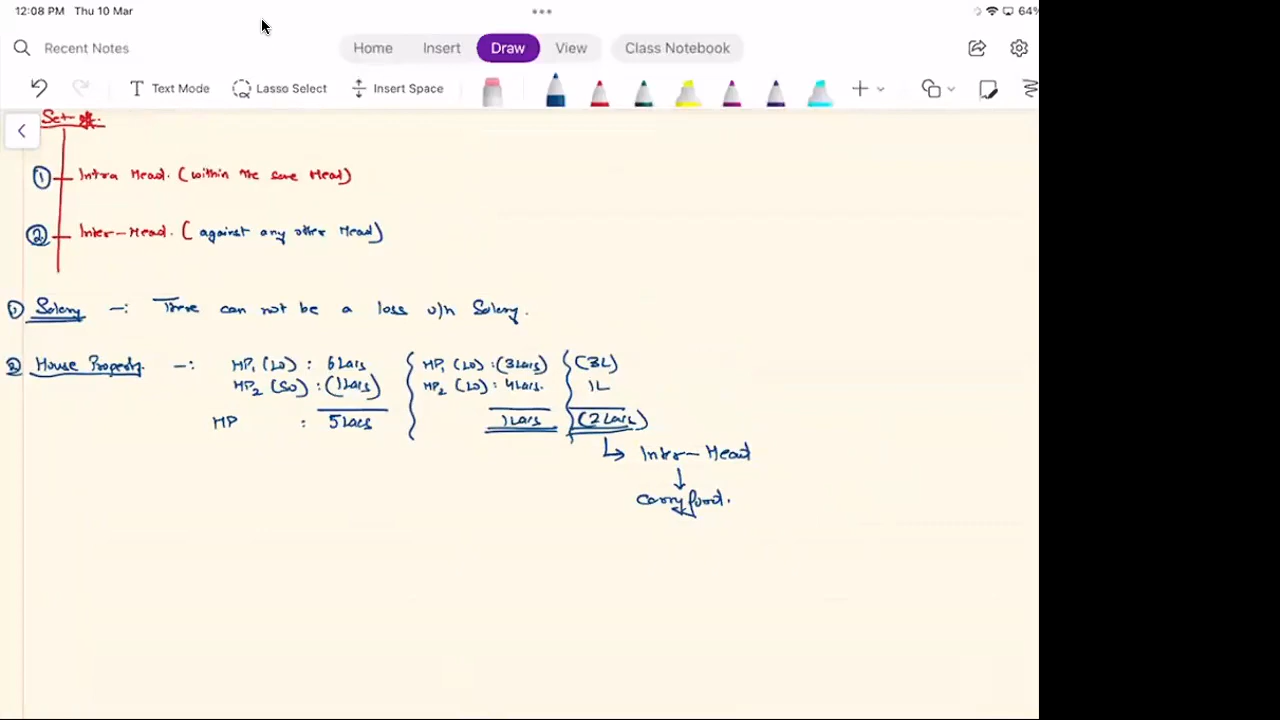 12:08 PM Thu 10 Mar
64%
Recent Notes
Home Insert Draw View Class Notebook
Text Mode Lasso Select Insert Space
Set-off.
① Intra Head. (within the same Head)
② Inter-Head. (against any other Head)
① Salary -: There can not be a loss u/h Salary.
② House Property. -: HP1 (LO) : 6 Lacs HP1 (LO) : (3 Lacs) (3L)
HP2 (SO) : (1 Lacs) HP2 (LO) : 4 Lacs. 1L
HP : 5 Lacs 1 Lacs (2 Lacs)
Inter-Head
Carry forwd.